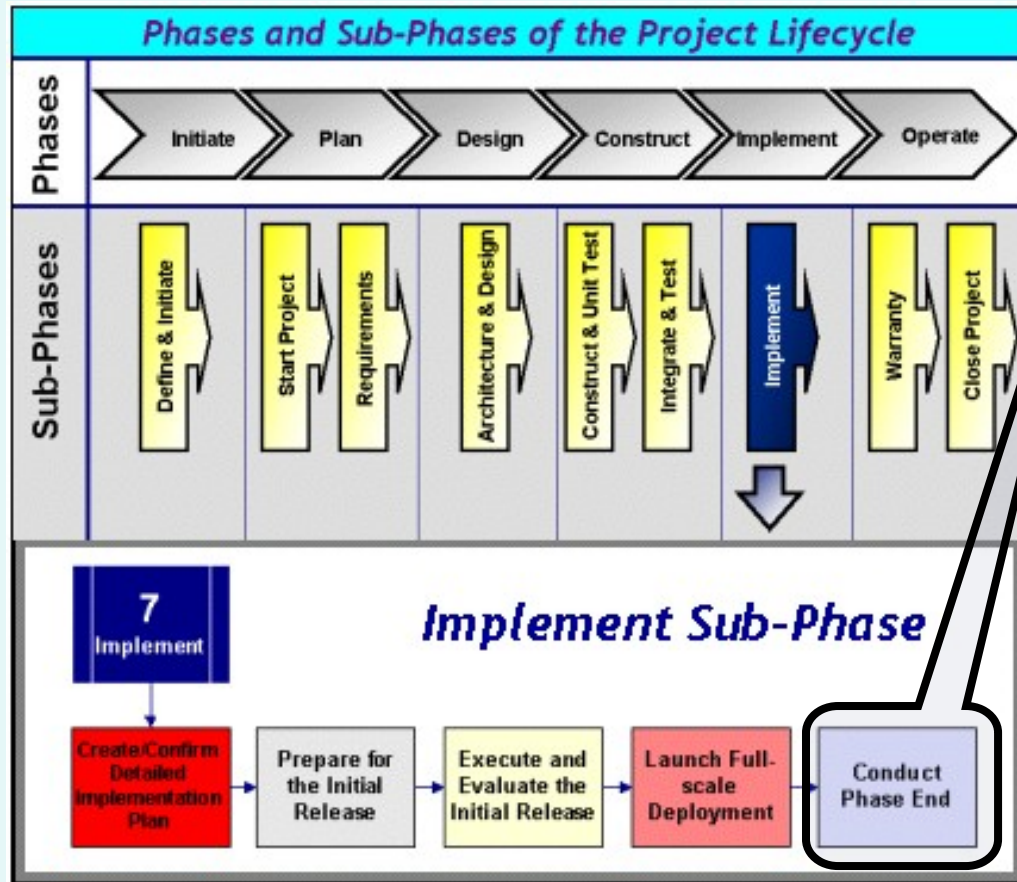 Phases and Sub-Phases of the Project Lifecycle
Phases
Initiate
Plan
Design
Construct
Implement
Operate
Sub-Phases
Define & Initiate
Start Project
Requirements
Architecture & Design
Construct & Unit Test
Integrate & Test
Implement
Warranty
Close Project
7
Implement
Implement Sub-Phase
Create/Confirm
Detailed
Implementation
Plan
Prepare for
the Initial
Release
Execute and
Evaluate the
Initial Release
Launch Full-
scale
Deployment
Conduct
Phase End